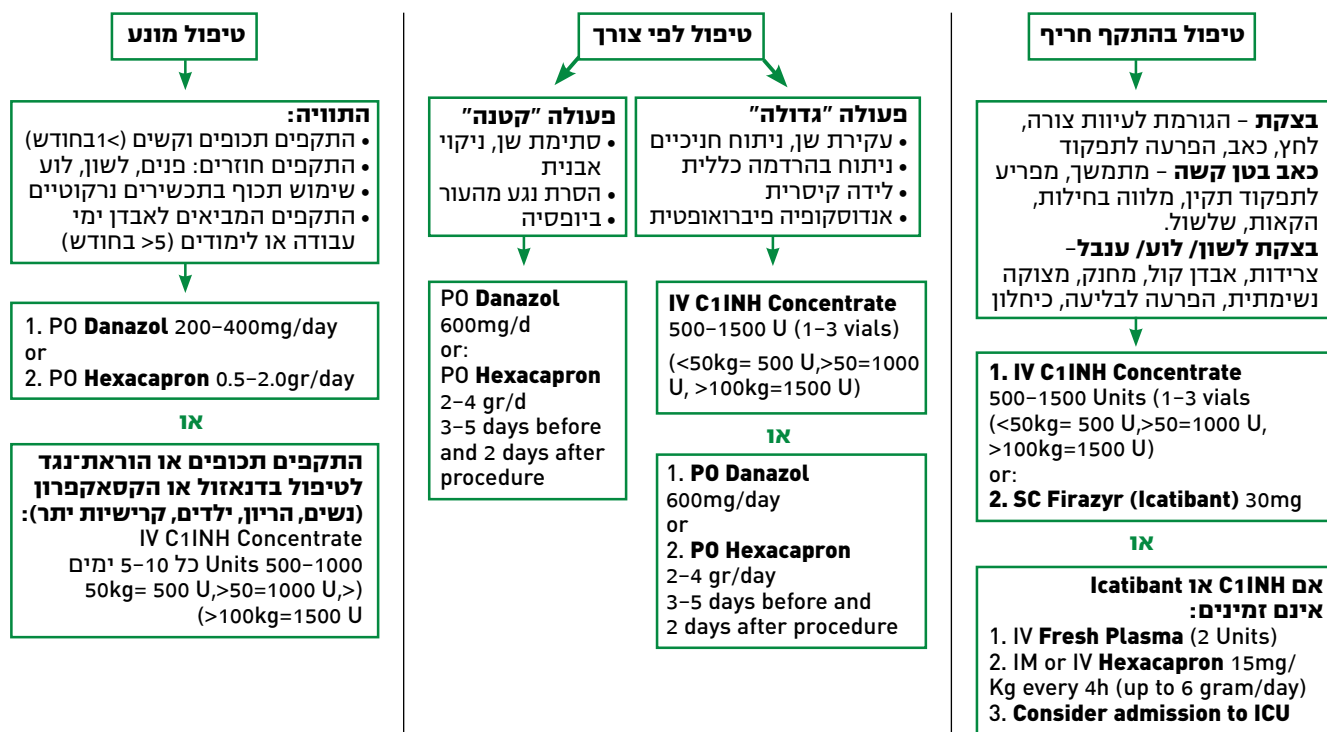 טיפול בהתקף חריף
בצקת – הגורמת לעיוות צורה,
לחץ, כאב, הפרעה לתפקוד
כאב בטן קשה – מתמשך, מפריע
לתפקוד תקין, מלווה בחילות,
הקאות, שלשול.
בצקת לשון/ לוע/ ענבל–
צרידות, אבדן קול, מחנק, מצוקה
נשימתית, הפרעה לבליעה, כיחלון
1. IV C1INH Concentrate
500–1500 Units (1–3 vials
(<50kg= 500 U,>50=1000 U,
>100kg=1500 U)
or:
2. SC Firazyr (Icatibant) 30mg
או
אם C1INH או Icatibant
אינם זמינים:
1. IV Fresh Plasma (2 Units)
2. IM or IV Hexacapron 15mg/
Kg every 4h (up to 6 gram/day)
3. Consider admission to ICU
טיפול לפי צורך
פעולה "גדולה"
• עקירת שן, ניתוח חניכיים
• ניתוח בהרדמה כללית
• לידה קיסרית
• אנדוסקופיה פיברואופטית
IV C1INH Concentrate
500–1500 U (1–3 vials)
(<50kg= 500 U,>50=1000
U, >100kg=1500 U)
או
1. PO Danazol
600mg/day
or
2. PO Hexacapron
2–4 gr/day
3–5 days before and
2 days after procedure
פעולה "קטנה"
• סתימת שן, ניקוי
אבנית
• הסרת נגע מהעור
• ביופסיה
PO Danazol
600mg/d
or:
PO Hexacapron
2–4 gr/d
3–5 days before
and 2 days after
procedure
טיפול מונע
התוויה:
• התקפים תכופים וקשים (>1בחודש)
• התקפים חוזרים: פנים, לשון, לוע
• שימוש תכוף בתכשירים נרקוטיים
• התקפים המביאים לאבדן ימי
עבודה או לימודים (5< בחודש)
1. PO Danazol 200–400mg/day
or
2. PO Hexacapron 0.5–2.0gr/day
או
התקפים תכופים או הוראת־נגד
לטיפול בדנאזול או הקסאקפרון
(נשים, הריון, ילדים, קרישיות יתר):
IV C1INH Concentrate
500–1000 Units כל 5–10 ימים
50kg= 500 U,>50=1000 U,<)
(>100kg=1500 U